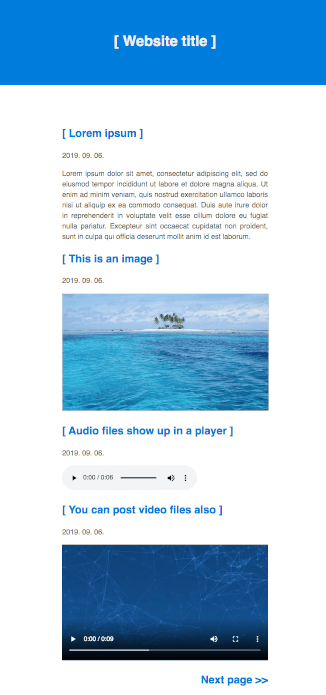 [ Website title ]
[ Lorem ipsum ]
2019. 09. 06.
Lorem ipsum dolor sit amet, consectetur adipiscing elit, sed do
eiusmod tempor incididunt ut labore et dolore magna aliqua. Ut
enim ad minim veniam, quis nostrud exercitation ullamco laboris
nisi ut aliquip ex ea commodo consequat. Duis aute irure dolor
in reprehenderit in voluptate velit esse cillum dolore eu fugiat
nulla pariatur. Excepteur sint occaecat cupidatat non proident,
sunt in culpa qui officia deserunt mollit anim id est laborum.
[ This is an image ]
2019. 09. 06.
[ Audio files show up in a player ]
2019. 09. 06.
0:00 / 0:06
[ You can post video files also ]
2019. 09. 06.
0:00 / 0:09
Next page >>